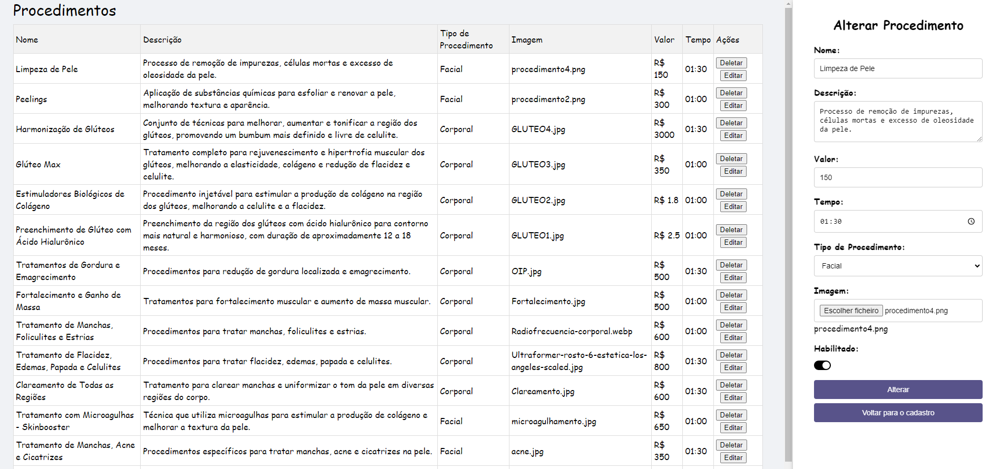 Procedimentos
Nome Descrição Tipo de Procedimento Imagem Valor Tempo Ações
Limpeza de Pele Processo de remoção de impurezas, células mortas e excesso de oleosidade da pele. Facial procedimento4.png R$ 150 01:30 Deletar Editar
Peelings Aplicação de substâncias químicas para esfoliar e renovar a pele, melhorando textura e aparência. Facial procedimento2.png R$ 300 01:00 Deletar Editar
Harmonização de Glúteos Conjunto de técnicas para melhorar, aumentar e tonificar a região dos glúteos, promovendo um bumbum mais definido e livre de celulite. Corporal GLUTEO4.jpg R$ 3000 01:30 Deletar Editar
Glúteo Max Tratamento completo para rejuvenescimento e hipertrofia muscular dos glúteos, melhorando a elasticidade, colágeno e redução de flacidez e celulite. Corporal GLUTEO3.jpg R$ 350 01:00 Deletar Editar
Estimuladores Biológicos de Colágeno Procedimento injetável para estimular a produção de colágeno na região dos glúteos, melhorando a celulite e a flacidez. Corporal GLUTEO2.jpg R$ 1.8 01:00 Deletar Editar
Preenchimento de Glúteo com Ácido Hialurônico Preenchimento da região dos glúteos com ácido hialurônico para contorno mais natural e harmonioso, com duração de aproximadamente 12 a 18 meses. Corporal GLUTEO1.jpg R$ 2.5 01:00 Deletar Editar
Tratamentos de Gordura e Emagrecimento Procedimentos para redução de gordura localizada e emagrecimento. Corporal OIP.jpg R$ 500 01:30 Deletar Editar
Fortalecimento e Ganho de Massa Tratamentos para fortalecimento muscular e aumento de massa muscular. Corporal Fortalecimento.jpg R$ 500 01:00 Deletar Editar
Tratamento de Manchas, Foliculites e Estrias Procedimentos para tratar manchas, foliculites e estrias. Corporal Radiofrecuencia-corporal.webp R$ 600 01:00 Deletar Editar
Tratamento de Flacidez, Edemas, Papada e Celulites Procedimentos para tratar flacidez, edemas, papada e celulites. Corporal Ultraformer-rosto-6-estetica-los-angeles-scaled.jpg R$ 800 01:30 Deletar Editar
Clareamento de Todas as Regiões Tratamento para clarear manchas e uniformizar o tom da pele em diversas regiões do corpo. Corporal Clareamento.jpg R$ 600 01:30 Deletar Editar
Tratamento com Microagulhas - Skinbooster Técnica que utiliza microagulhas para estimular a produção de colágeno e melhorar a textura da pele. Facial microagulhamento.jpg R$ 650 01:00 Deletar Editar
Tratamento de Manchas, Acne e Cicatrizes Procedimentos específicos para tratar manchas, acne e cicatrizes na pele. Facial acne.jpg R$ 350 01:30 Deletar Editar
Alterar Procedimento
Nome:
Limpeza de Pele
Descrição:
Processo de remoção de impurezas,
células mortas e excesso de oleosidade
da pele.
Valor:
150
Tempo:
01:30
Tipo de Procedimento:
Facial
Imagem:
Escolher ficheiro procedimento4.png
procedimento4.png
Habilitado:
Alterar
Voltar para o cadastro